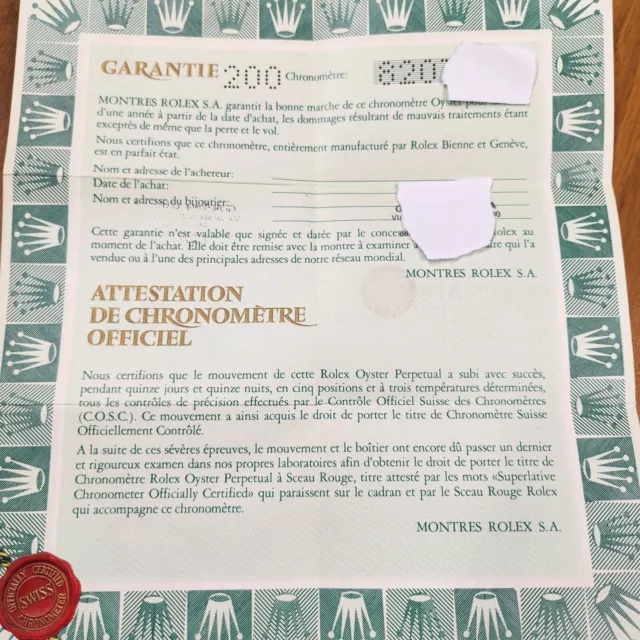 GARANTIE 200 Chronomètre: 820
MONTRES ROLEX S.A. garantit la bonne marche de ce chronomètre Oyster
d'une année à partir de la date d'achat, les dommages résultant de mauvais traitements étant
exceptés de même que la perte et le vol.
Nous certifions que ce chronomètre, entièrement manufacturé par Rolex Bienne et Genève,
est en parfait état.
Nom et adresse de l'acheteur:
Date de l'achat:
Nom et adresse du bijoutier:
Cette garantie n'est valable que signée et datée par le Rolex au
moment de l'achat. Elle doit être remise avec la montre à examiner qui l'a
vendue ou à l'une des principales adresses de notre réseau mondial.
MONTRES ROLEX S.A.
ATTESTATION
DE CHRONOMÈTRE
OFFICIEL
Nous certifions que le mouvement de cette Rolex Oyster Perpetual a subi avec succès,
pendant quinze jours et quinze nuits, en cinq positions et à trois températures déterminées,
tous les contrôles de précision effectués par le Contrôle Officiel Suisse des Chronomètres
(C.O.S.C.). Ce mouvement a ainsi acquis le droit de porter le titre de Chronomètre Suisse
Officiellement Contrôlé.
A la suite de ces sévères épreuves, le mouvement et le boîtier ont encore dû passer un dernier
et rigoureux examen dans nos propres laboratoires afin d'obtenir le droit de porter le titre de
Chronomètre Rolex Oyster Perpetual à Sceau Rouge, titre attesté par les mots «Superlative
Chronometer Officially Certified» qui paraissent sur le cadran et par le Sceau Rouge Rolex
qui accompagne ce chronomètre.
MONTRES ROLEX S.A.
OFFICIALLY CERTIFIED
SWISS
CHRONOMETER